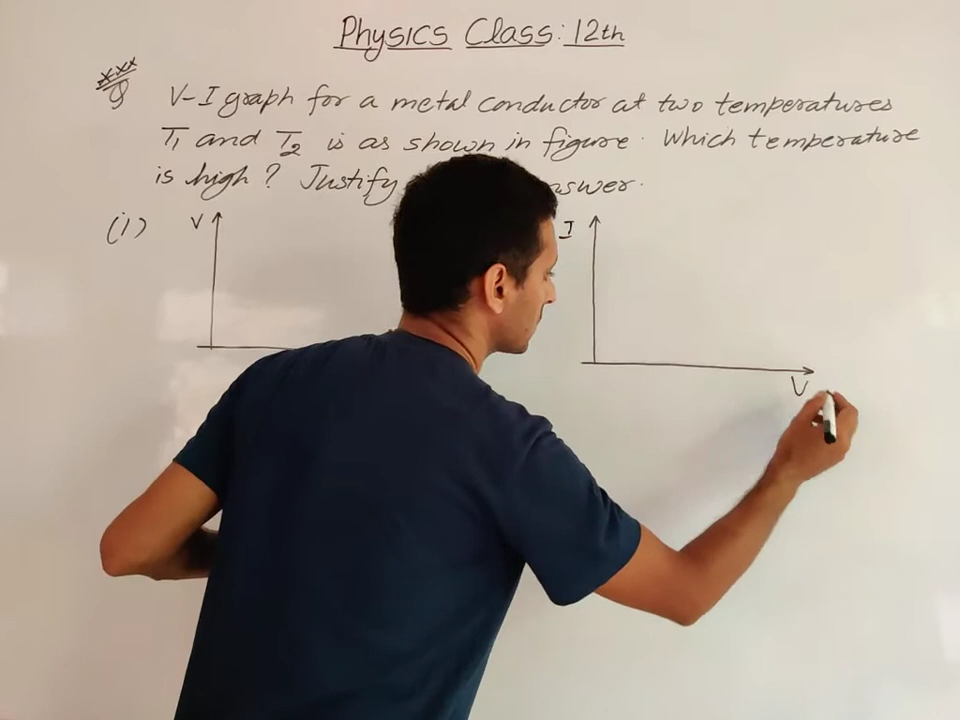 Physics Class: 12th
Q V-I graph for a metal conductor at two temperatures
T1 and T2 is as shown in figure. Which temperature
is high? Justify answer.
(i) V I
V